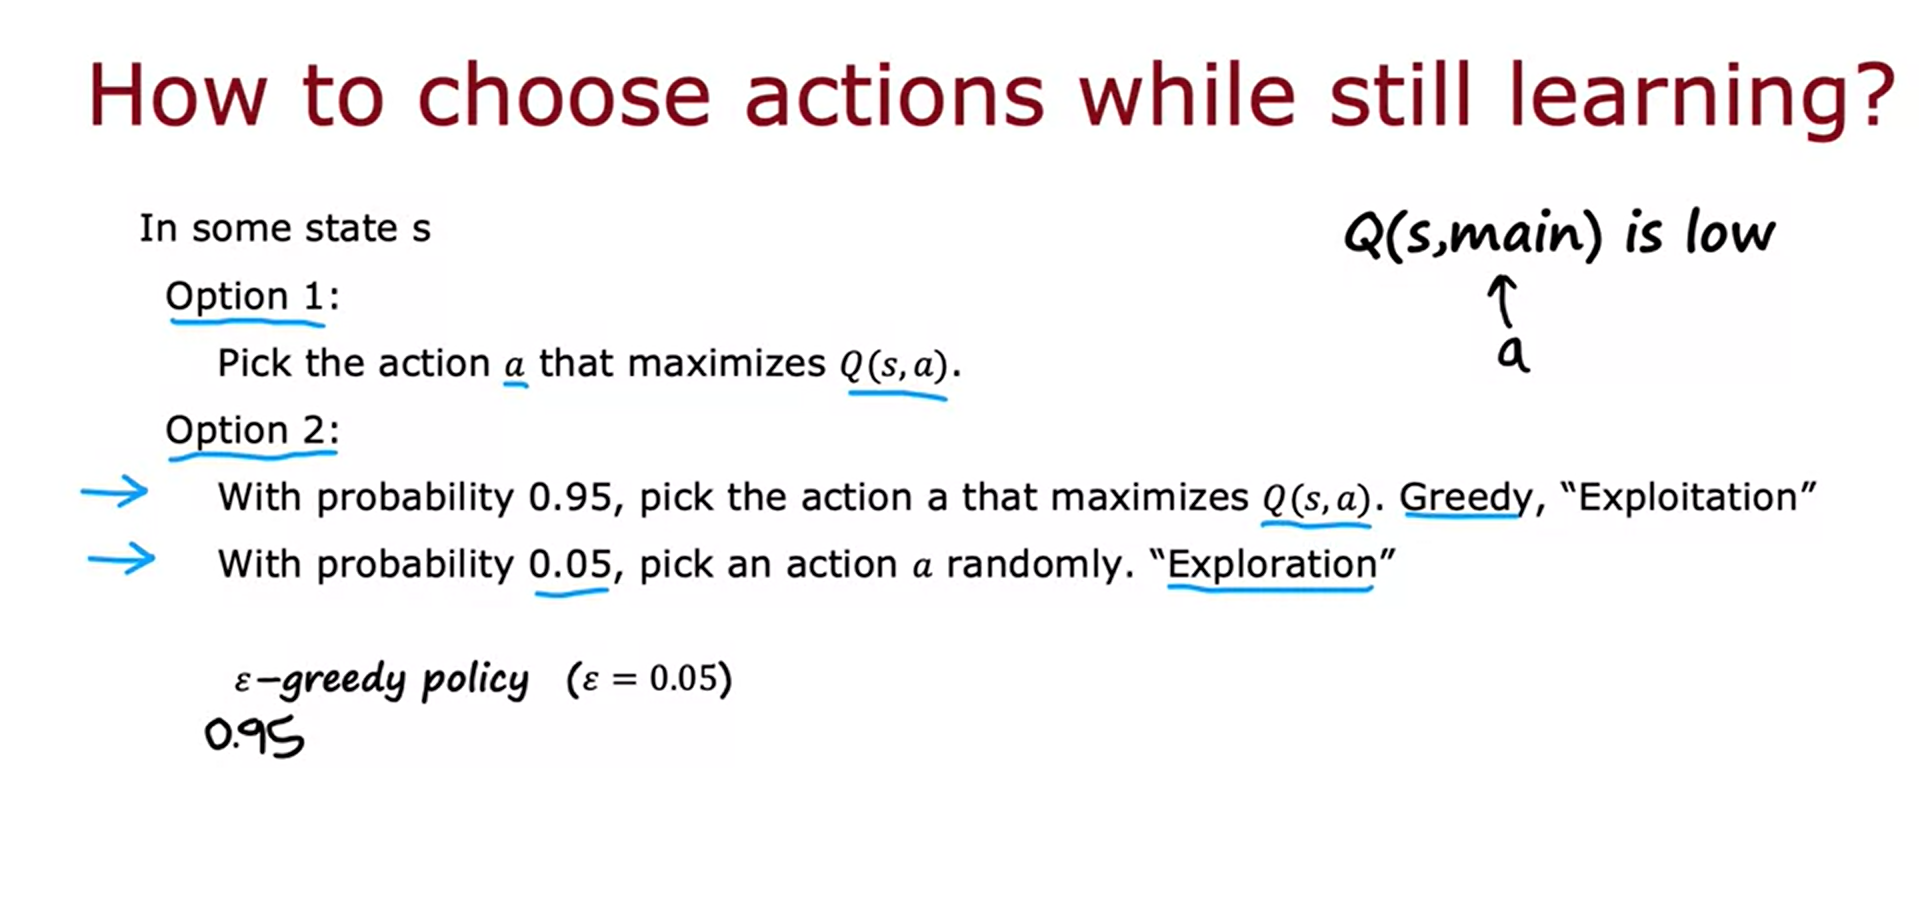 How to choose actions while still learning?
In some state s
Q(s,main) is low
↑
a
Option 1:
Pick the action a that maximizes Q(s, a).
Option 2:
→ With probability 0.95, pick the action a that maximizes Q(s, a). Greedy, “Exploitation”
→ With probability 0.05, pick an action a randomly. “Exploration”
ε–greedy policy (ε = 0.05)
0.95